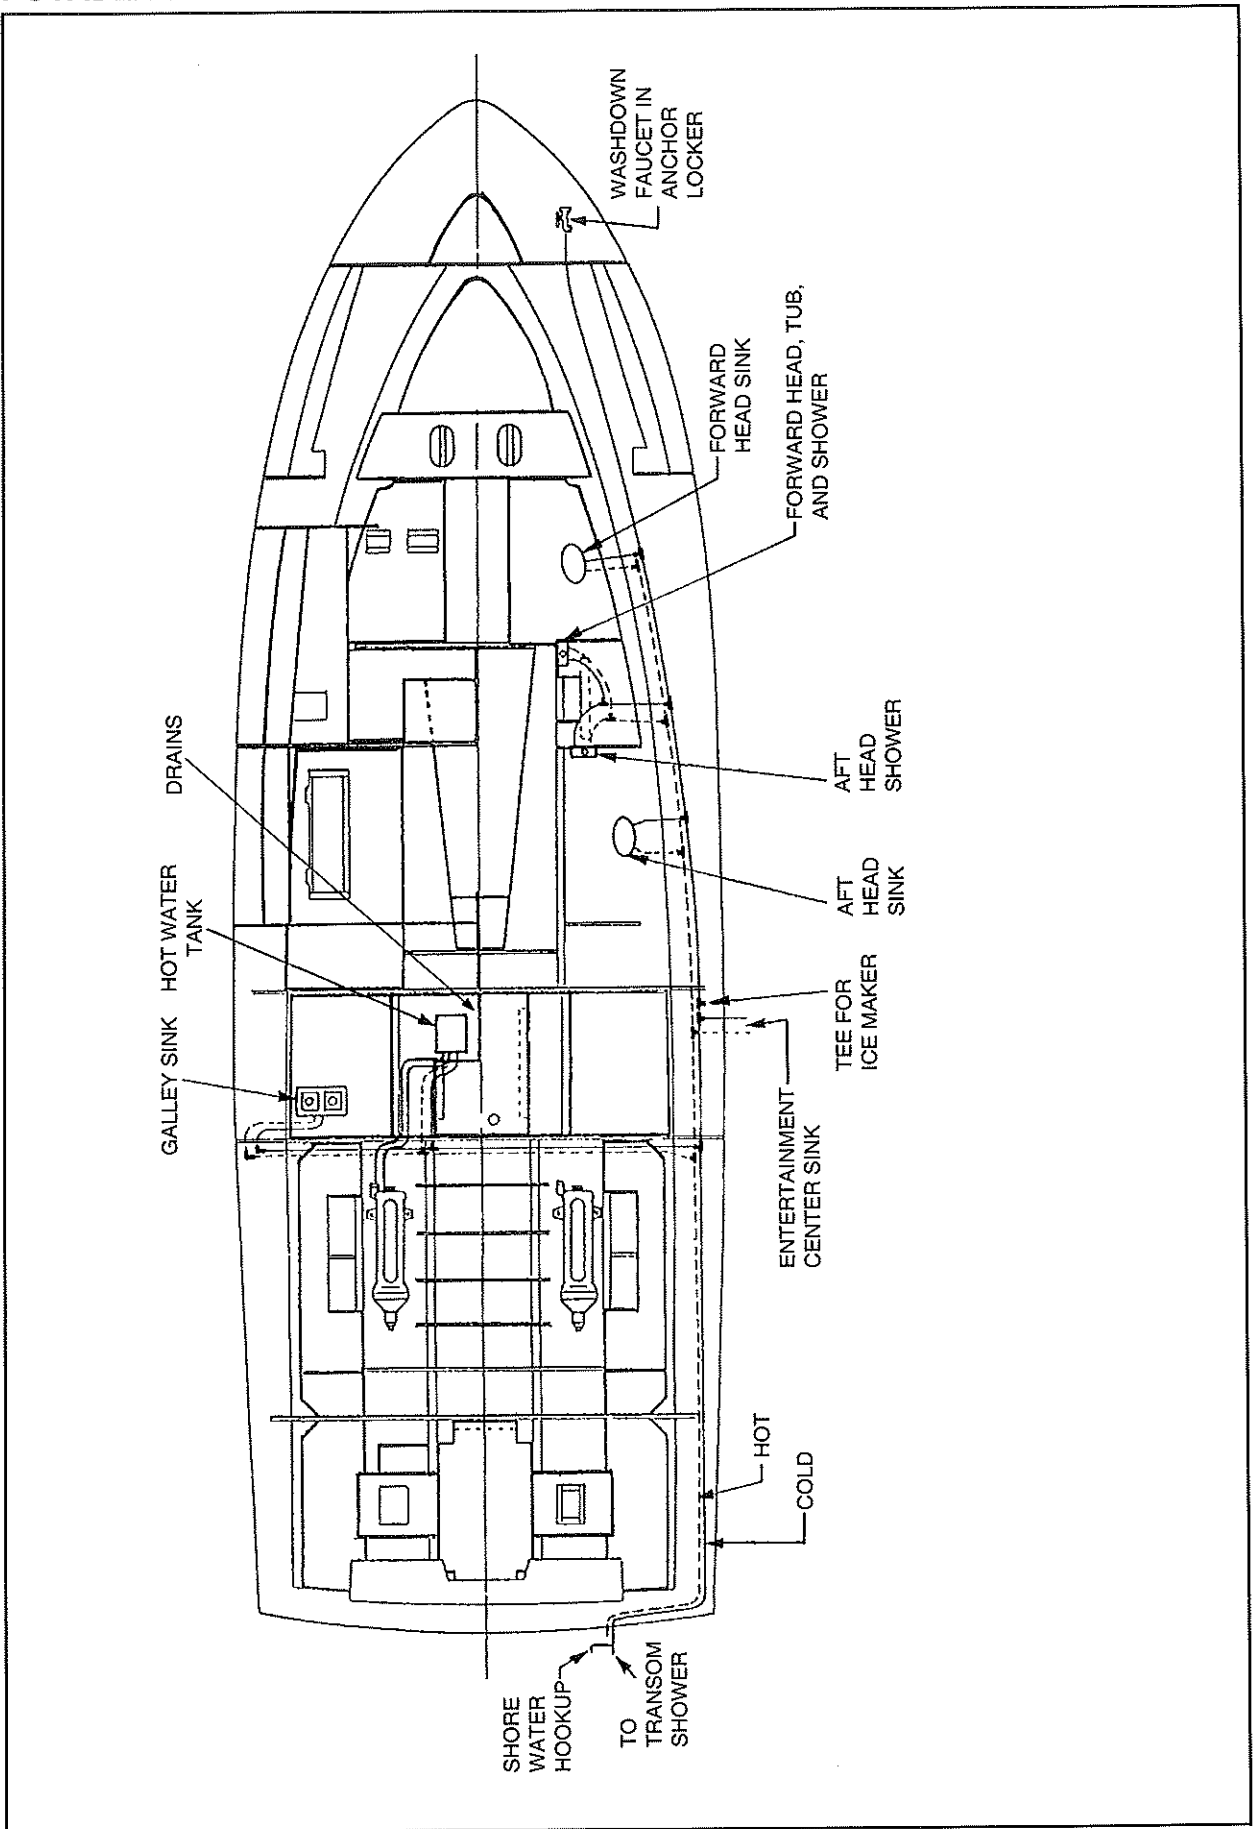 GALLEY SINK
HOT WATER
TANK
DRAINS
WASHDOWN
FAUCET IN
ANCHOR
LOCKER
FORWARD
HEAD SINK
FORWARD HEAD, TUB,
AND SHOWER
AFT
HEAD
SHOWER
AFT
HEAD
SINK
TEE FOR
ICE MAKER
ENTERTAINMENT
CENTER SINK
HOT
COLD
SHORE
WATER
HOOKUP
TO
TRANSOM
SHOWER